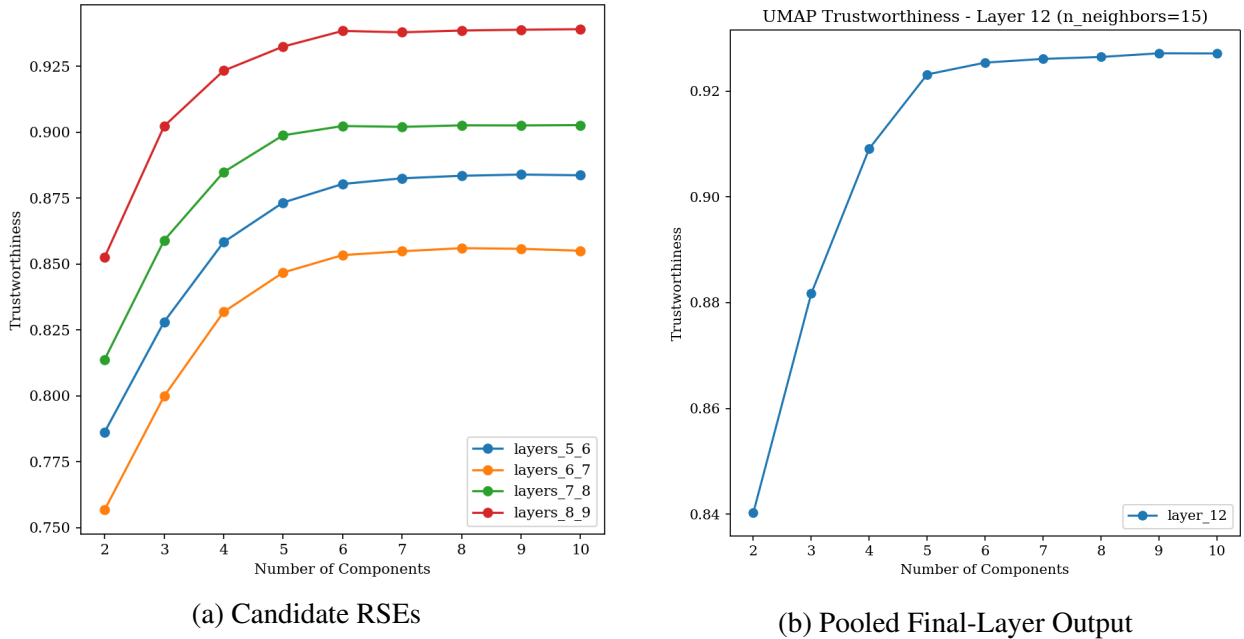 0.925
0.900
0.875
0.850
0.825
0.800
0.775
0.750
Trustworthiness
2 3 4 5 6 7 8 9 10
Number of Components
layers_5_6
layers_6_7
layers_7_8
layers_8_9
(a) Candidate RSEs
UMAP Trustworthiness - Layer 12 (n_neighbors=15)
0.92
0.90
0.88
0.86
0.84
Trustworthiness
2 3 4 5 6 7 8 9 10
Number of Components
layer_12
(b) Pooled Final-Layer Output